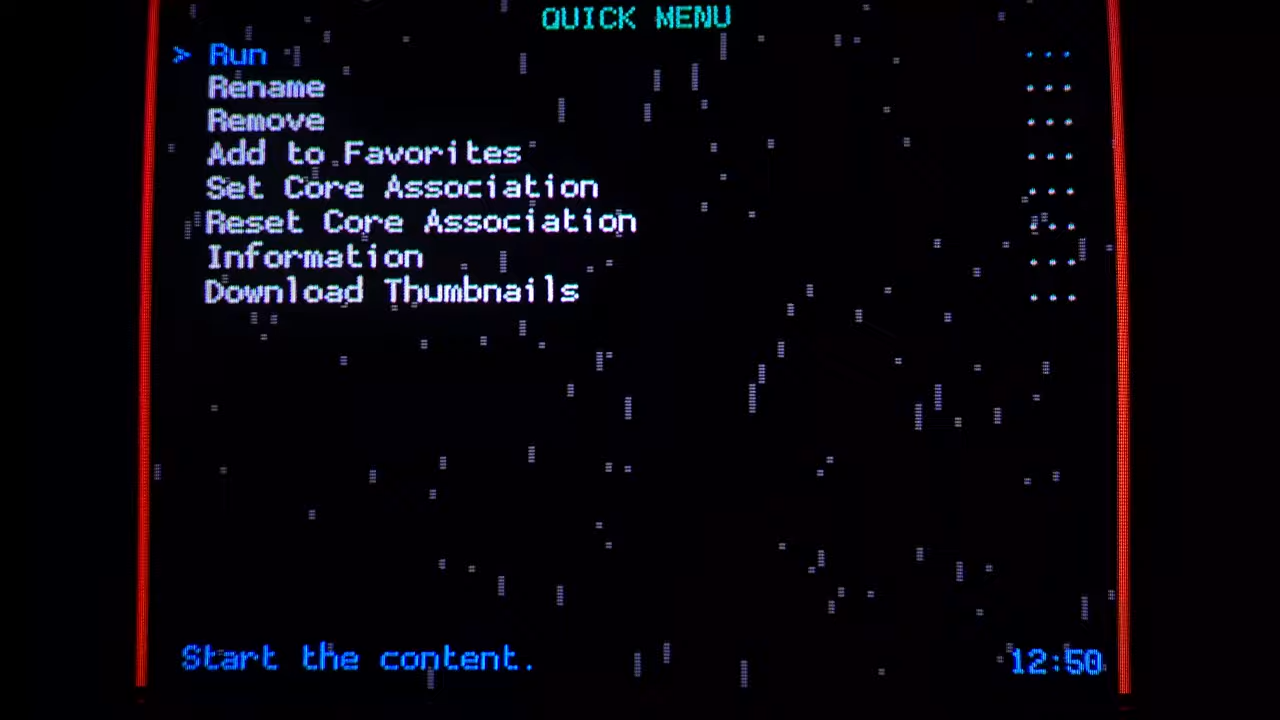 QUICK MENU
> Run ...
Rename ...
Remove ...
Add to Favorites ...
Set Core Association ...
Reset Core Association ...
Information ...
Download Thumbnails ...
Start the content. 12:50